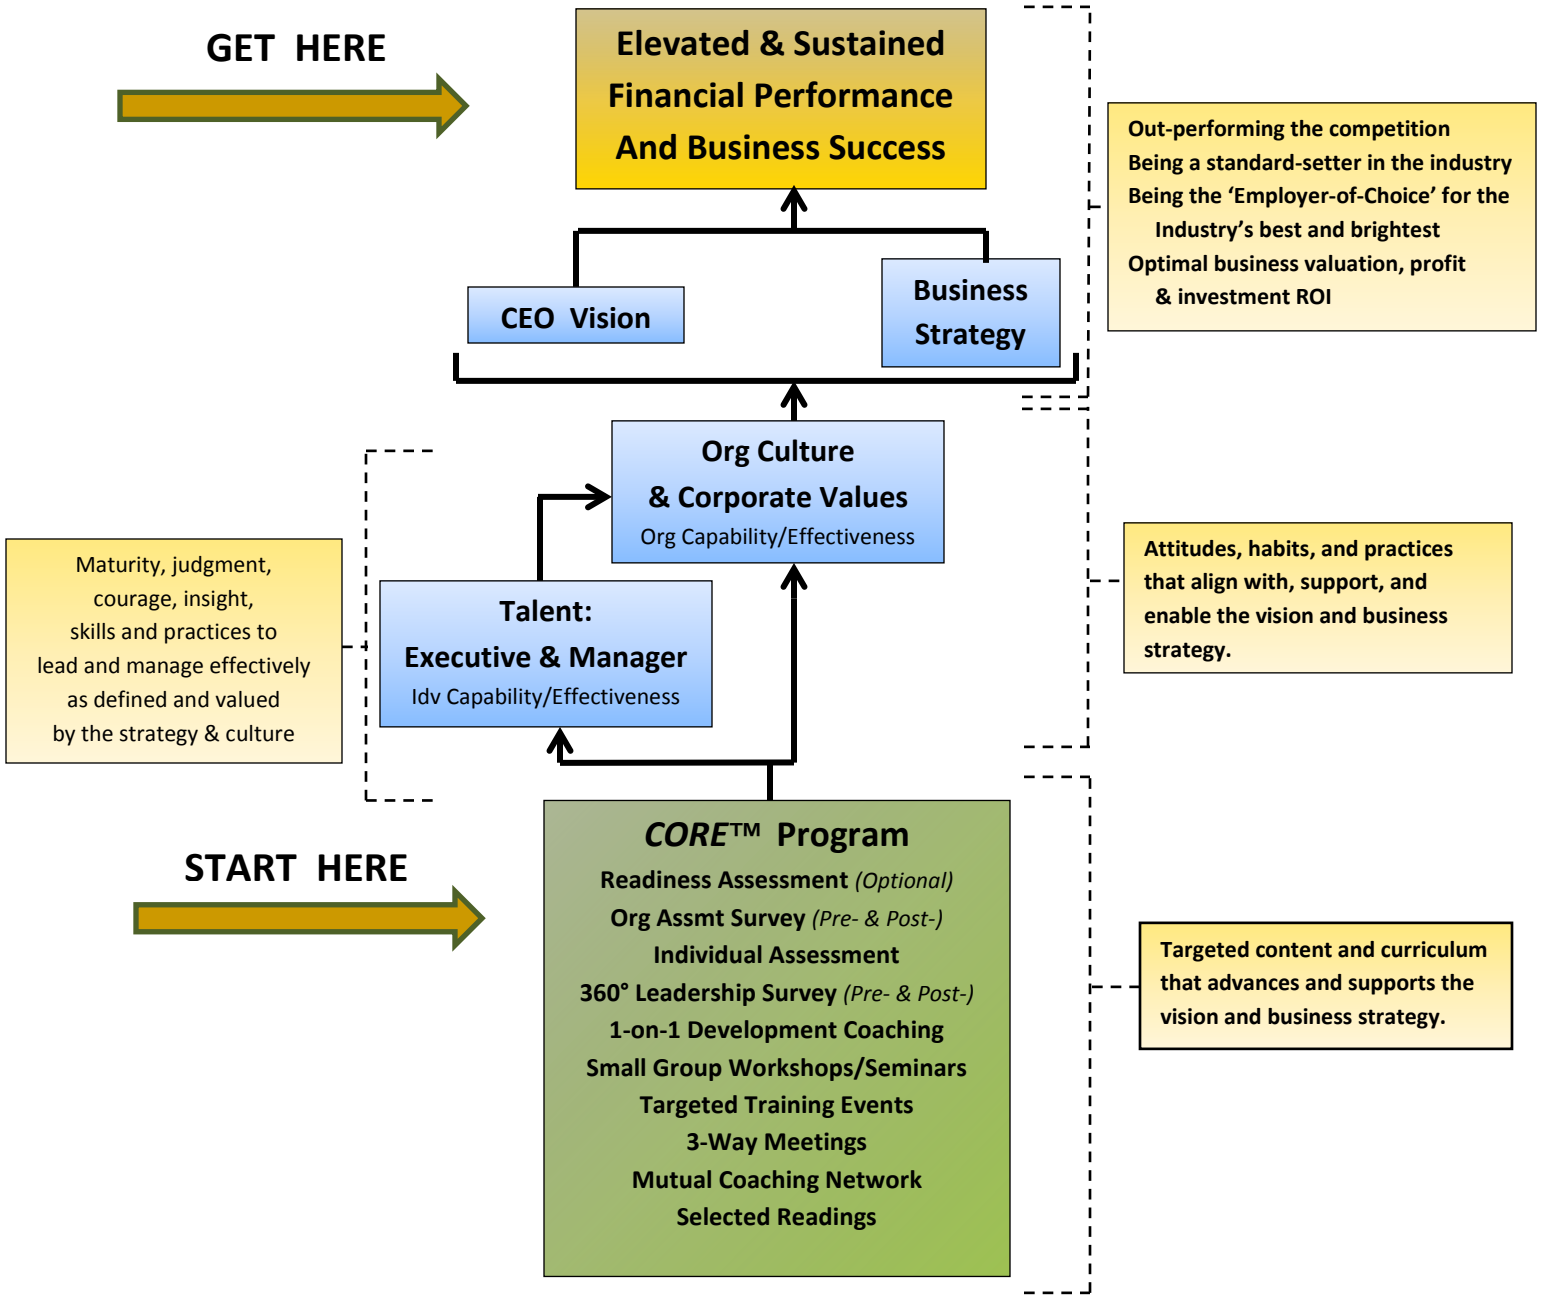 GET HERE
Elevated & Sustained
Financial Performance
And Business Success
Out-performing the competition
Being a standard-setter in the industry
Being the ‘Employer-of-Choice’ for the
Industry’s best and brightest
Optimal business valuation, profit
& investment ROI
CEO Vision
Business
Strategy
Org Culture
& Corporate Values
Org Capability/Effectiveness
Attitudes, habits, and practices
that align with, support, and
enable the vision and business
strategy.
Maturity, judgment,
courage, insight,
skills and practices to
lead and manage effectively
as defined and valued
by the strategy & culture
Talent:
Executive & Manager
Idv Capability/Effectiveness
START HERE
CORE™ Program
Readiness Assessment (Optional)
Org Assmt Survey (Pre- & Post-)
Individual Assessment
360° Leadership Survey (Pre- & Post-)
1-on-1 Development Coaching
Small Group Workshops/Seminars
Targeted Training Events
3-Way Meetings
Mutual Coaching Network
Selected Readings
Targeted content and curriculum
that advances and supports the
vision and business strategy.